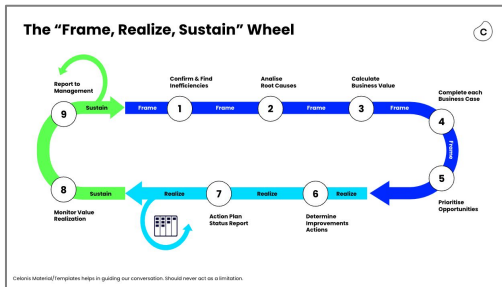 The "Frame, Realize, Sustain" Wheel
C
Report to
Management
Confirm & Find
Inefficiencies
Analise
Root Causes
Calculate
Business Value
Complete each
Business Case
9
Sustain
Frame
1
Frame
2
Frame
3
Frame
4
Frame
5
Prioritise
Opportunities
8
Sustain
Realize
7
Realize
6
Realize
Monitor Value
Realization
Action Plan
Status Report
Determine
Improvements
Actions
Celonis Material/Templates helps in guiding our conversation. Should never act as a limitation.